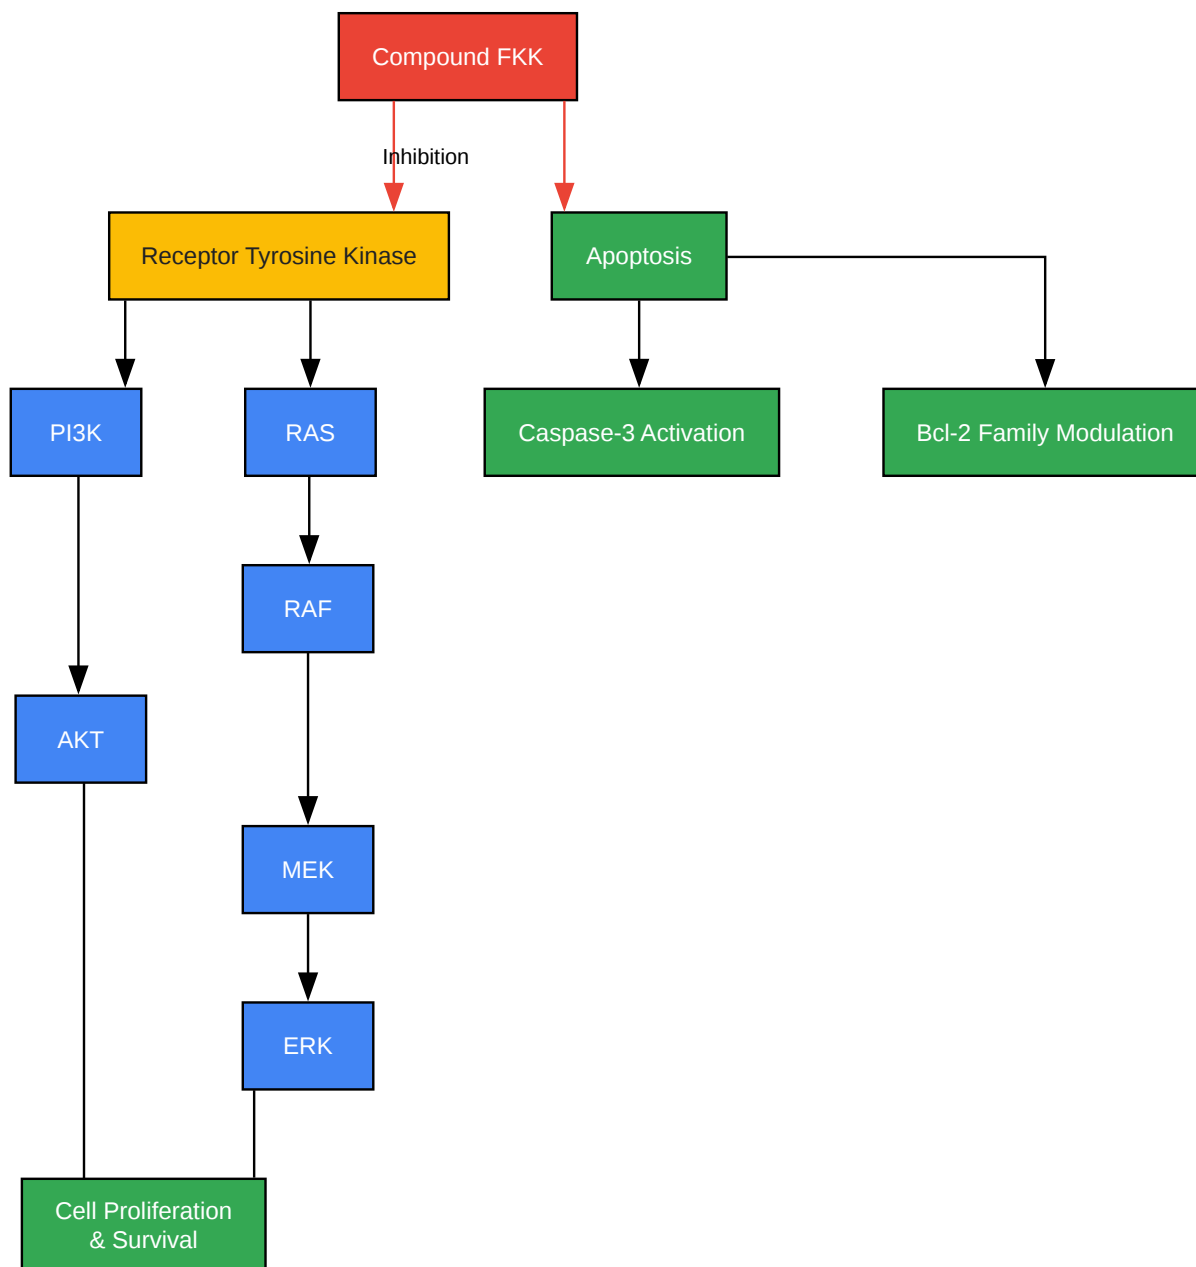 Compound FKK
Inhibition
Receptor Tyrosine Kinase
Apoptosis
PI3K
RAS
Caspase-3 Activation
Bcl-2 Family Modulation
RAF
AKT
MEK
ERK
Cell Proliferation
& Survival